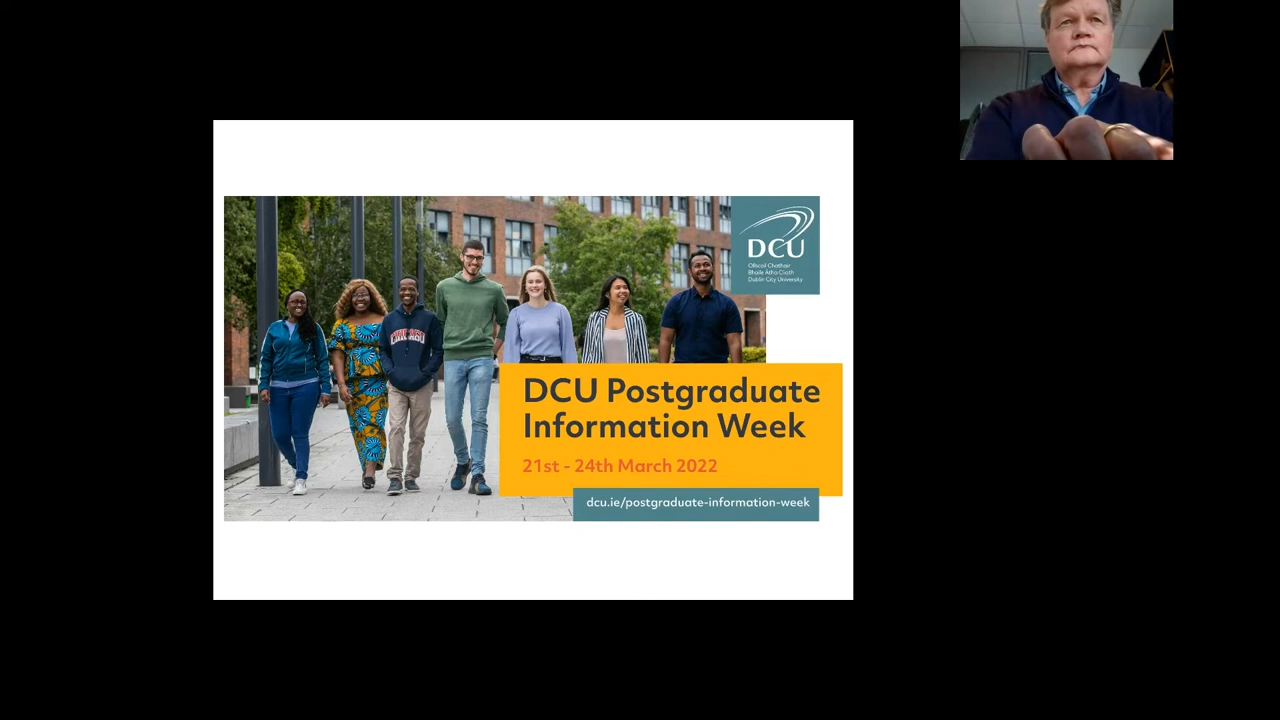 DCU
Ollscoil Chathair
Bhaile Átha Cliath
Dublin City University
CHICAGO
DCU Postgraduate
Information Week
21st - 24th March 2022
dcu.ie/postgraduate-information-week